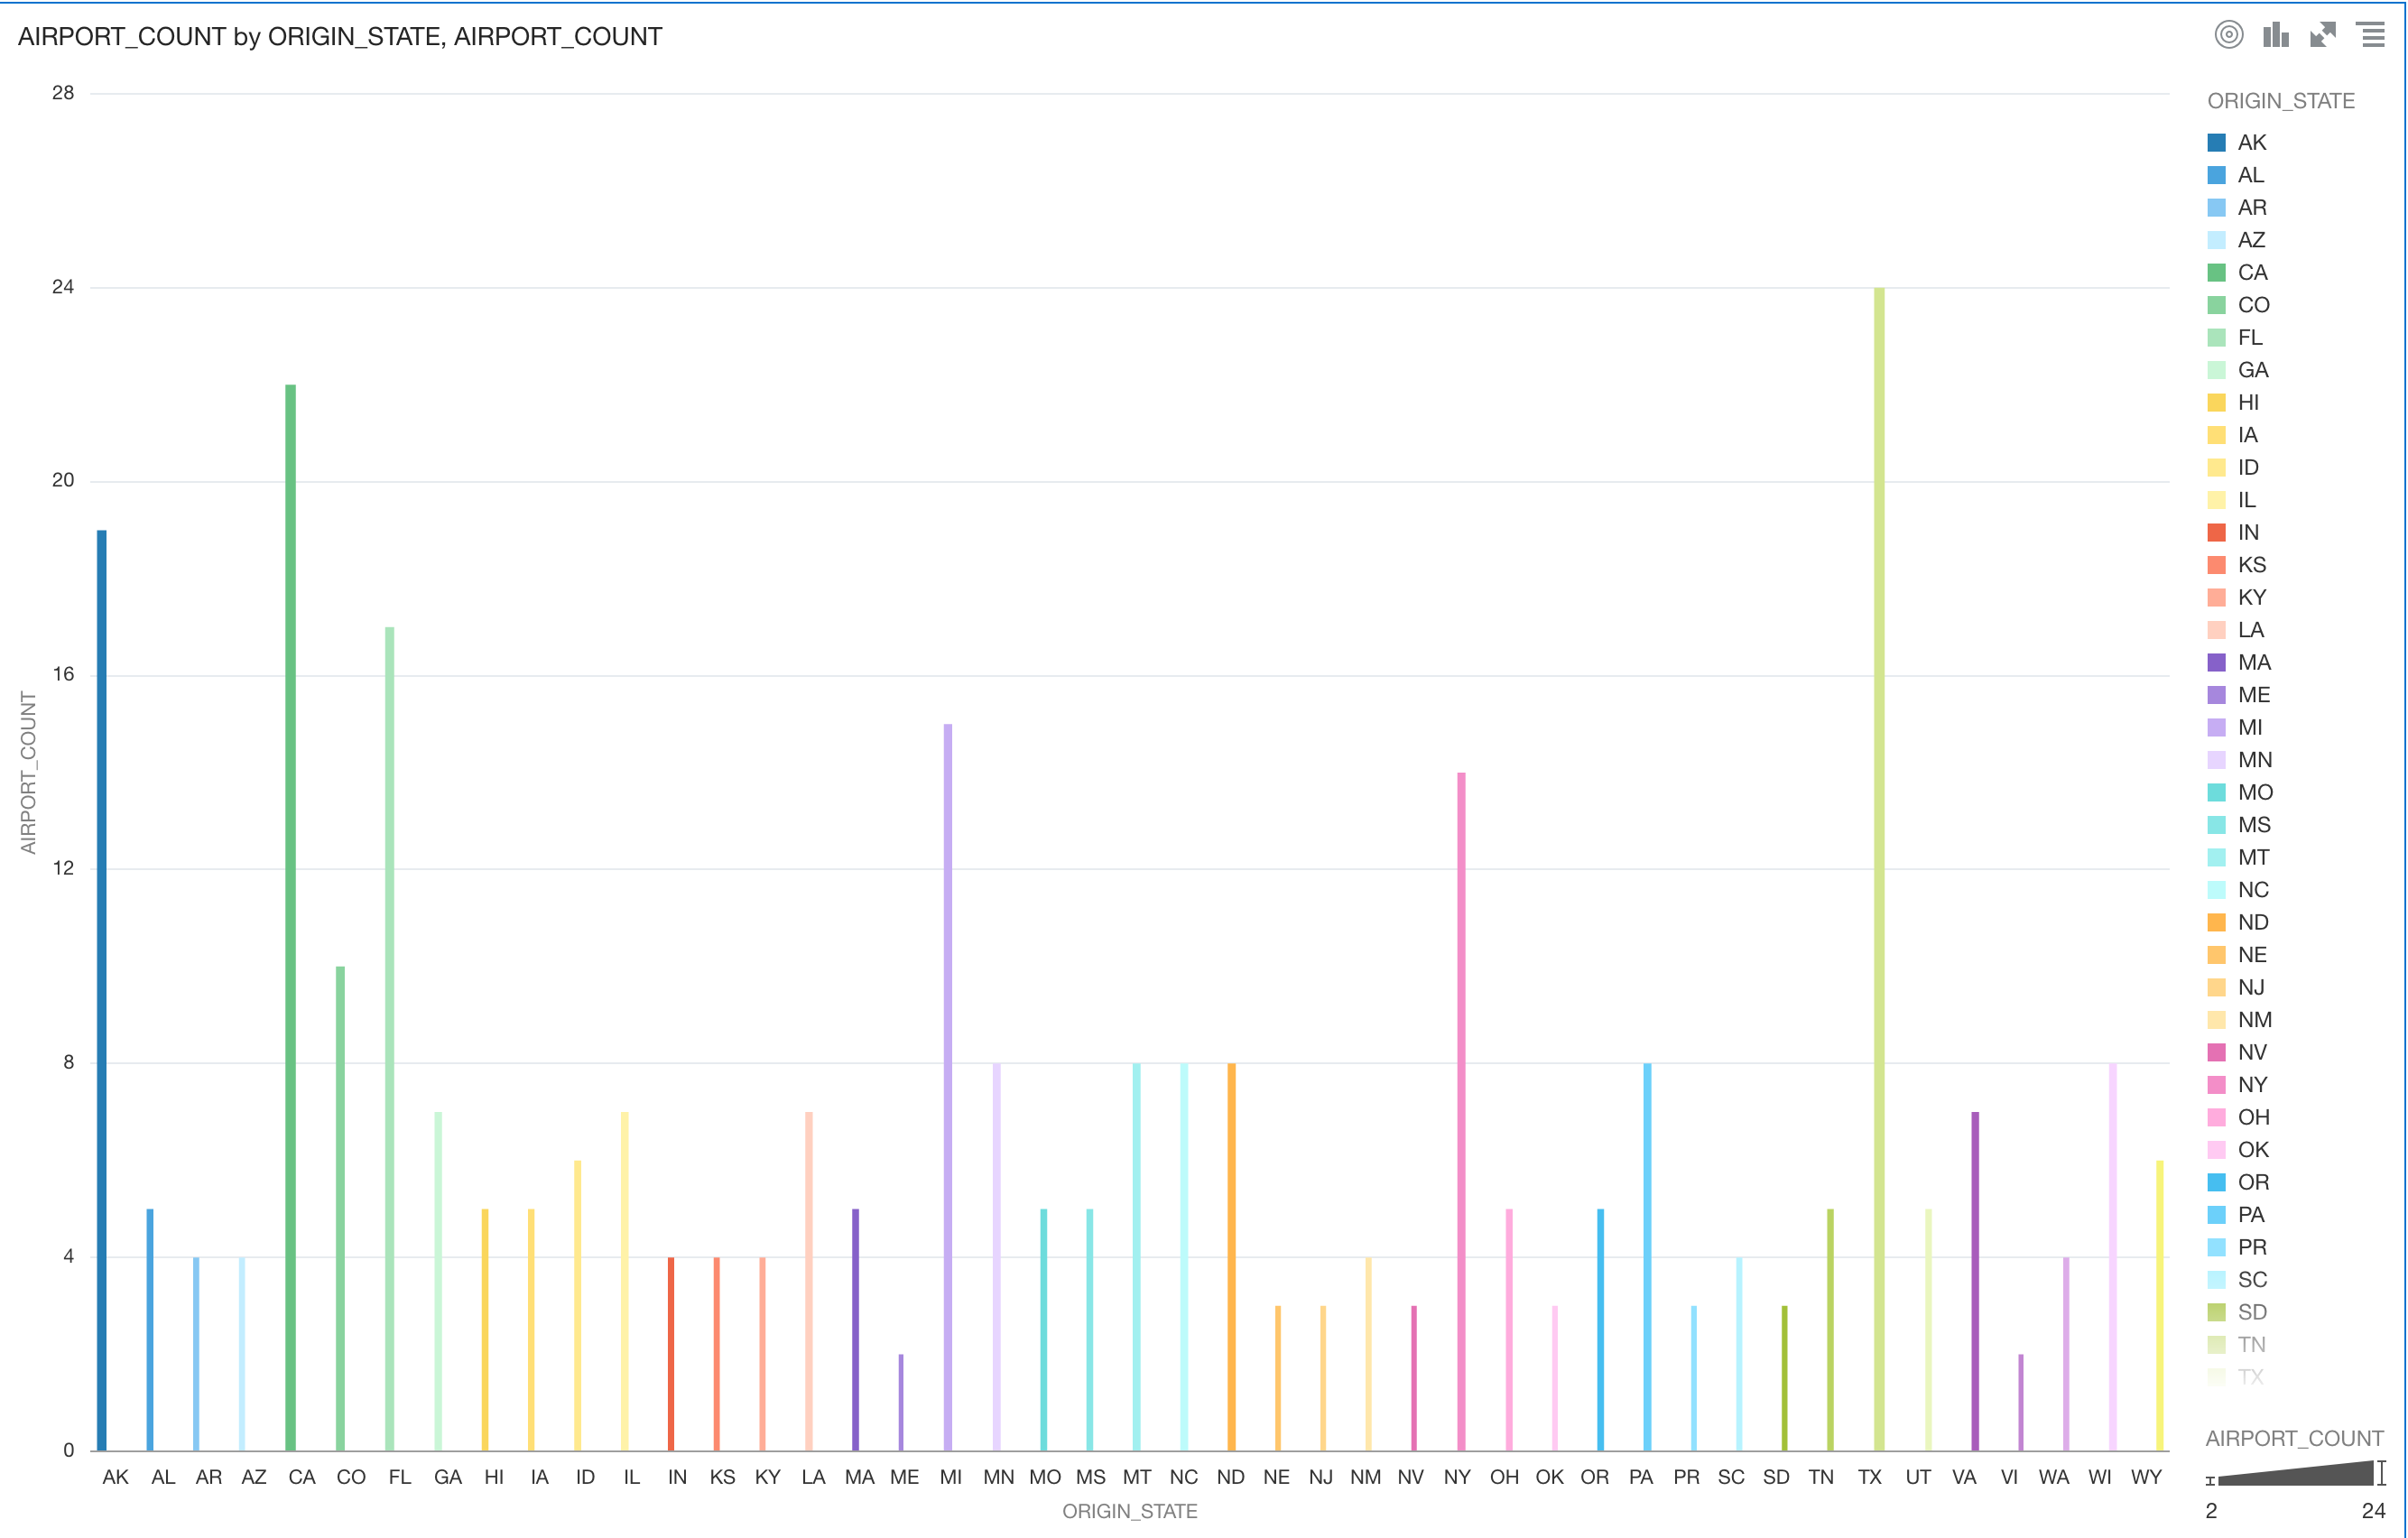 AIRPORT_COUNT by ORIGIN_STATE, AIRPORT_COUNT
28
24
20
16
12
8
4
0
AIRPORT_COUNT
AK AL AR AZ CA CO FL GA HI IA ID IL IN KS KY LA MA ME MI MN MO MS MT NC ND NE NJ NM NV NY OH OK OR PA PR SC SD TN TX UT VA VI WA WI WY
ORIGIN_STATE
ORIGIN_STATE
AK
AL
AR
AZ
CA
CO
FL
GA
HI
IA
ID
IL
IN
KS
KY
LA
MA
ME
MI
MN
MO
MS
MT
NC
ND
NE
NJ
NM
NV
NY
OH
OK
OR
PA
PR
SC
SD
TN
TX
AIRPORT_COUNT
2 24